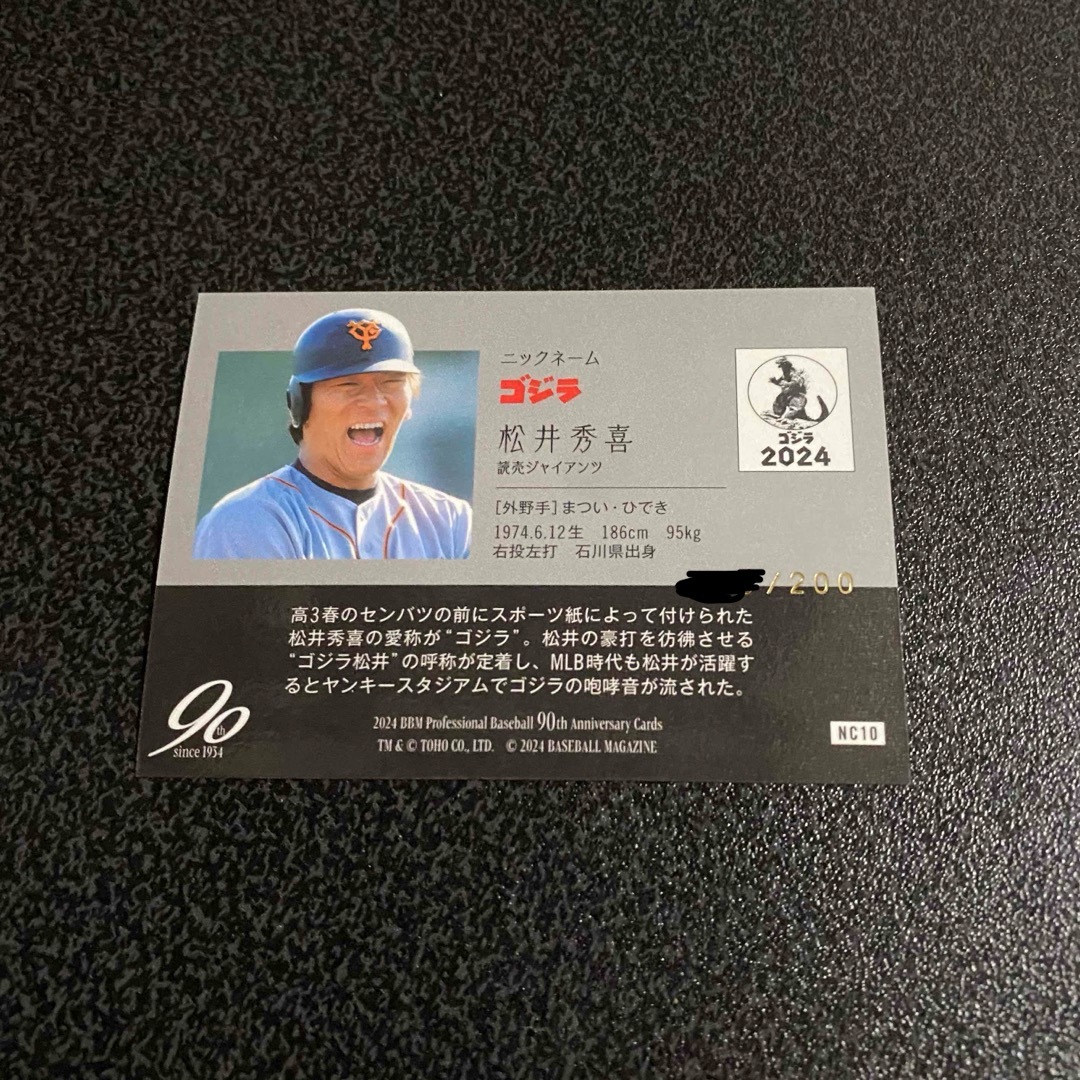 ニックネーム
ゴジラ
松井秀喜
読売ジャイアンツ
[外野手]まつい・ひでき
1974.6.12生 186cm 95kg
右投左打 石川県出身
ゴジラ
2024
/200
高3春のセンバツの前にスポーツ紙によって付けられた
松井秀喜の愛称が“ゴジラ”。松井の豪打を彷彿させる
“ゴジラ松井”の呼称が定着し、MLB時代も松井が活躍す
るとヤンキースタジアムでゴジラの咆哮音が流された。
90th
since 1934
2024 BBM Professional Baseball 90th Anniversary Cards
TM & © TOHO CO., LTD. © 2024 BASEBALL MAGAZINE
NC10